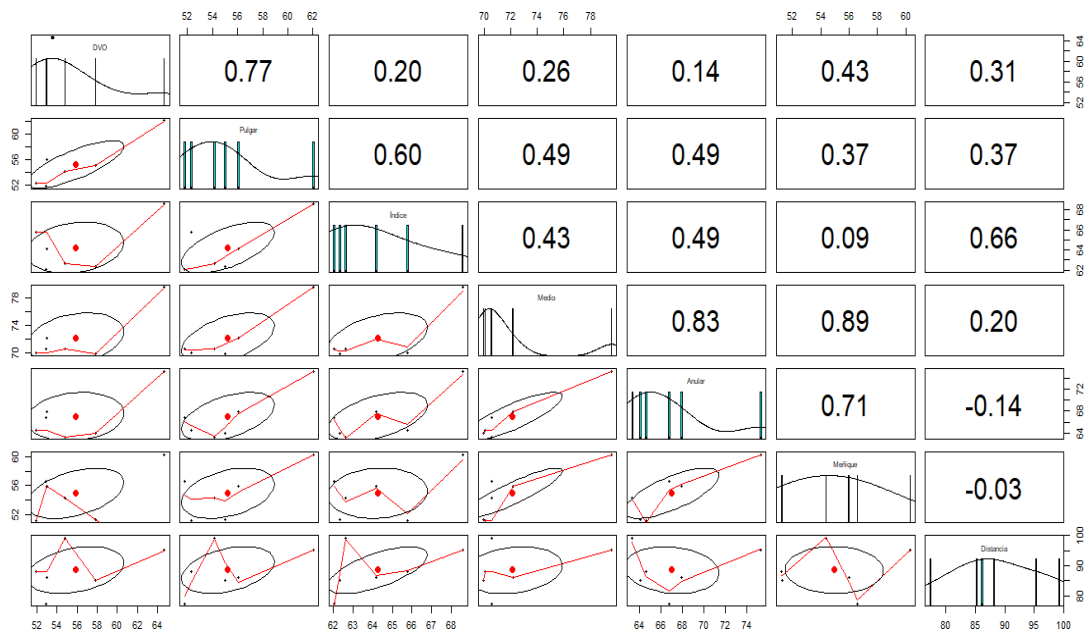 52 54 56 58 60 62
70 72 74 76 78
52 54 56 58 60
DVO
0.77
0.20
0.26
0.14
0.43
0.31
52 56 60 64
52 56 60
Pulgar
0.60
0.49
0.49
0.37
0.37
Índice
0.43
0.49
0.09
0.66
62 64 66 68
70 74 78
Medio
0.83
0.89
0.20
Anular
0.71
-0.14
64 68 72
52 56 60
Meñique
-0.03
Distancia
80 90 100
52 54 56 58 60 62 64
62 63 64 65 66 67 68
64 66 68 70 72 74
80 85 90 95 100